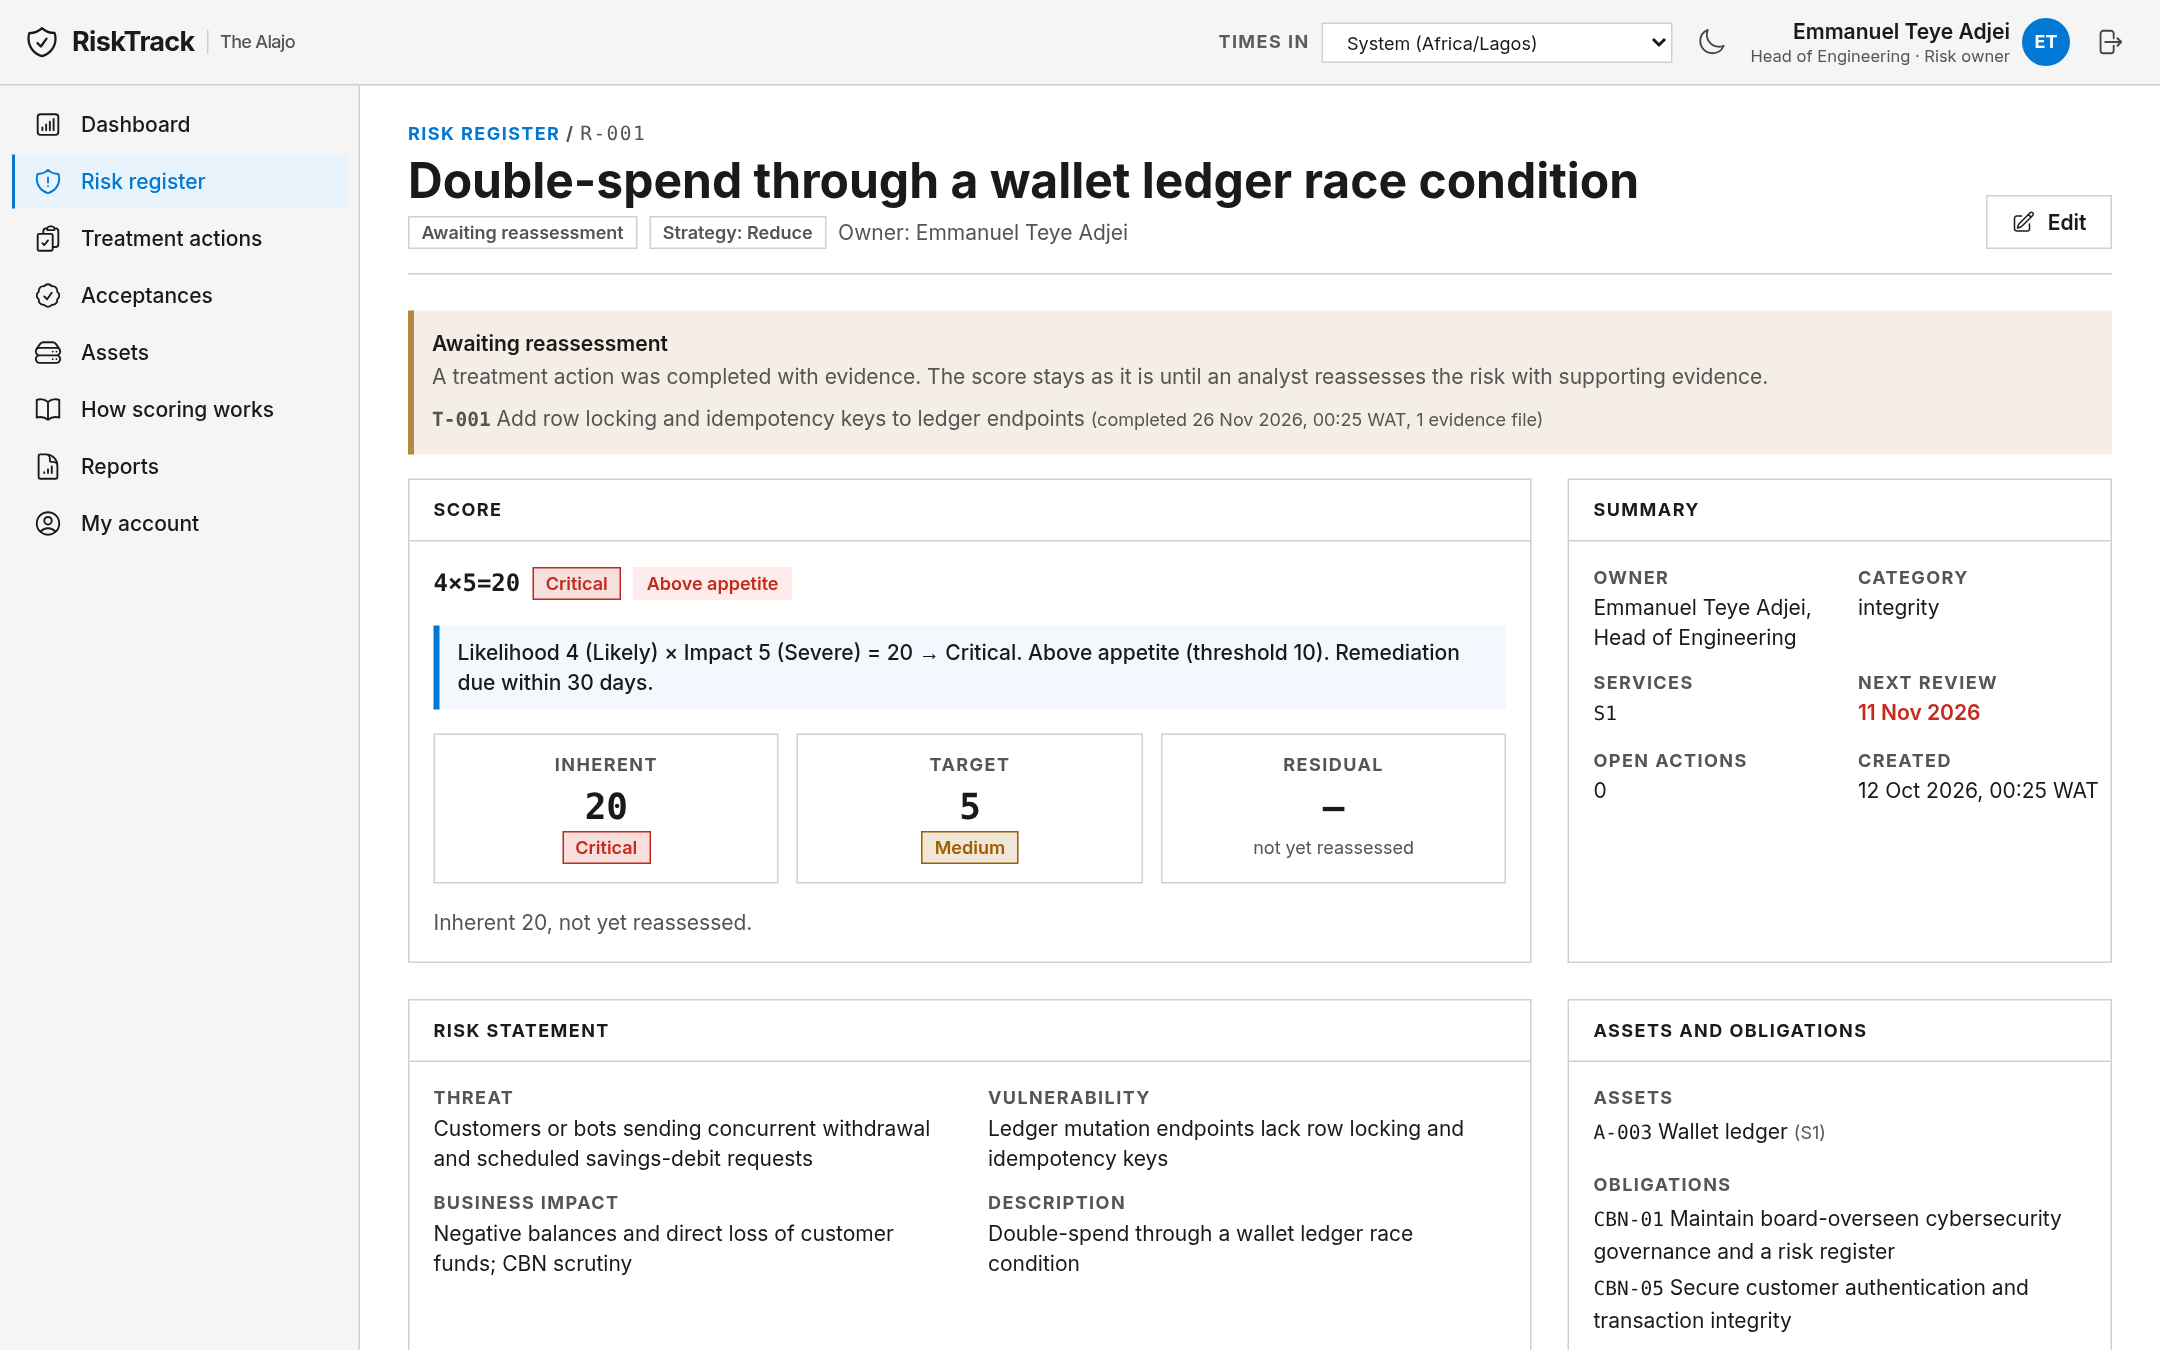 RiskTrack
The Alajo
TIMES IN
System (Africa/Lagos)
Emmanuel Teye Adjei
Head of Engineering · Risk owner
ET
Dashboard
Risk register
Treatment actions
Acceptances
Assets
How scoring works
Reports
My account
RISK REGISTER / R-001
Double-spend through a wallet ledger race condition
Awaiting reassessment
Strategy: Reduce
Owner: Emmanuel Teye Adjei
Edit
Awaiting reassessment
A treatment action was completed with evidence. The score stays as it is until an analyst reassesses the risk with supporting evidence.
T-001 Add row locking and idempotency keys to ledger endpoints (completed 26 Nov 2026, 00:25 WAT, 1 evidence file)
SCORE
4×5=20
Critical
Above appetite
Likelihood 4 (Likely) × Impact 5 (Severe) = 20 → Critical. Above appetite (threshold 10). Remediation
due within 30 days.
INHERENT
20
Critical
TARGET
5
Medium
RESIDUAL
—
not yet reassessed
Inherent 20, not yet reassessed.
SUMMARY
OWNER
Emmanuel Teye Adjei,
Head of Engineering
CATEGORY
integrity
SERVICES
S1
NEXT REVIEW
11 Nov 2026
OPEN ACTIONS
0
CREATED
12 Oct 2026, 00:25 WAT
RISK STATEMENT
THREAT
Customers or bots sending concurrent withdrawal
and scheduled savings-debit requests
VULNERABILITY
Ledger mutation endpoints lack row locking and
idempotency keys
BUSINESS IMPACT
Negative balances and direct loss of customer
funds; CBN scrutiny
DESCRIPTION
Double-spend through a wallet ledger race
condition
ASSETS AND OBLIGATIONS
ASSETS
A-003 Wallet ledger (S1)
OBLIGATIONS
CBN-01 Maintain board-overseen cybersecurity
governance and a risk register
CBN-05 Secure customer authentication and
transaction integrity